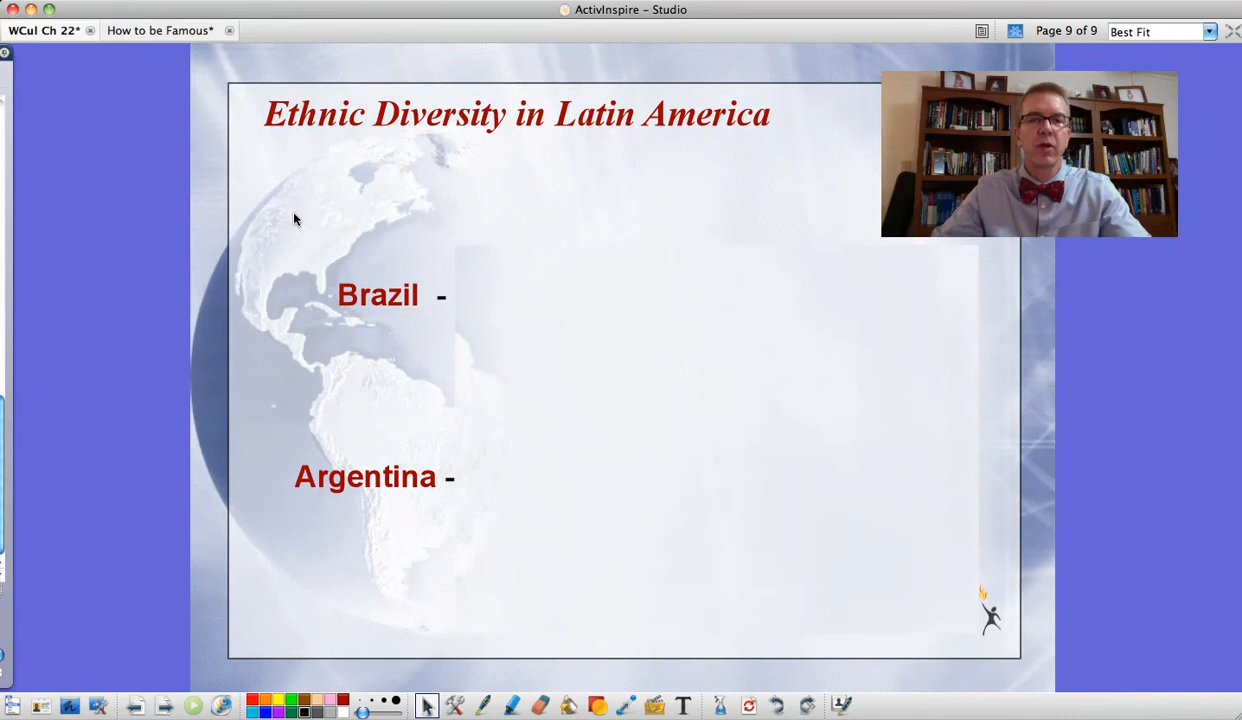 ActivInspire – Studio
WCul Ch 22*
How to be Famous*
Page 9 of 9
Best Fit
Ethnic Diversity in Latin America
Brazil -
Argentina -